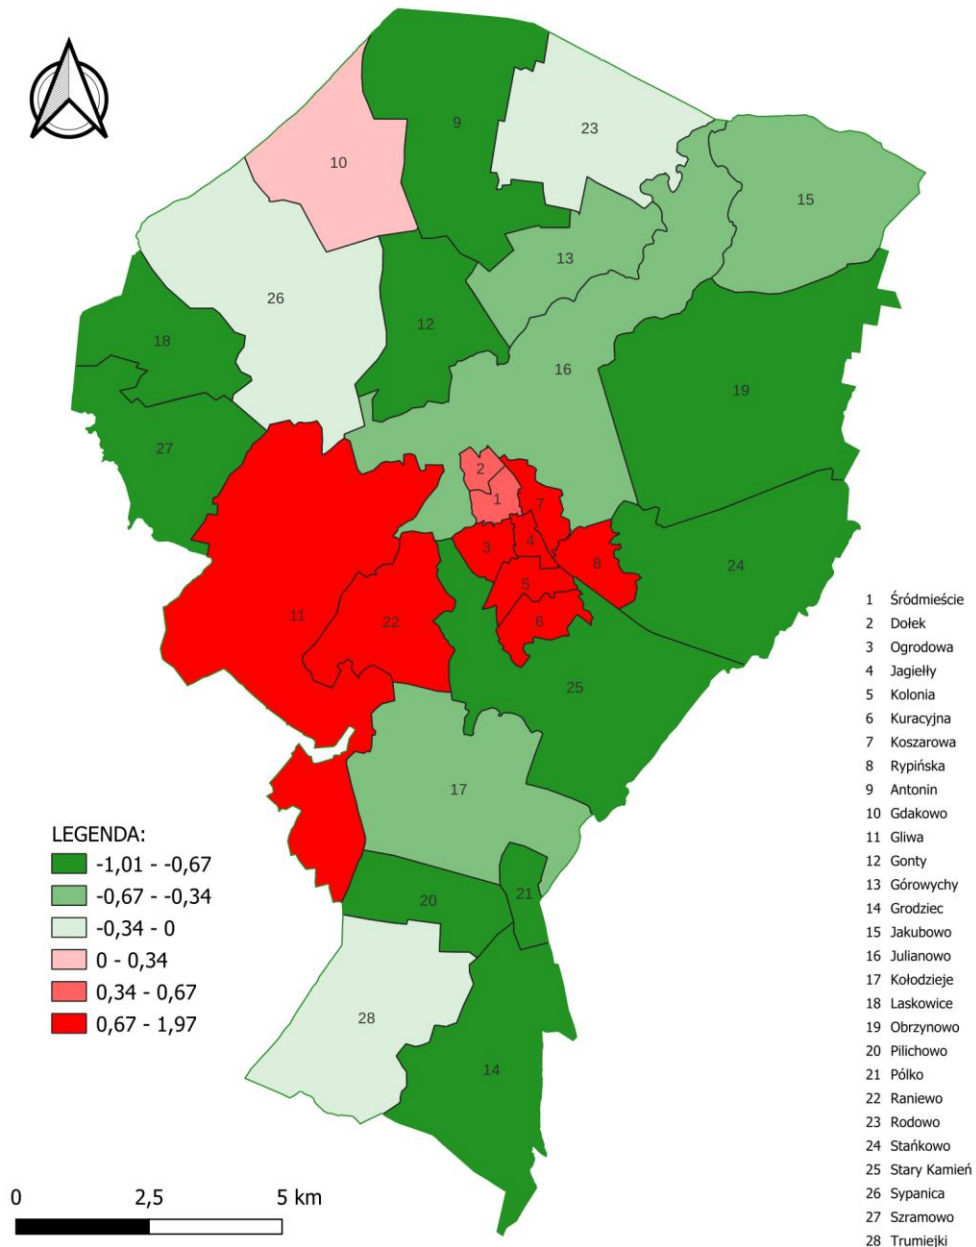 9
23
10
15
13
26
12
18
16
19
27
2
1
7
3
4
8
24
5
11
22
6
25
17
20
21
28
14
LEGENDA:
-1,01 - -0,67
-0,67 - -0,34
-0,34 - 0
0 - 0,34
0,34 - 0,67
0,67 - 1,97
0 2,5 5 km
1 Śródmieście
2 Dołek
3 Ogrodowa
4 Jagiełły
5 Kolonia
6 Kuracyjna
7 Koszarowa
8 Rypińska
9 Antonin
10 Gdakowo
11 Gliwa
12 Gonty
13 Górowychy
14 Grodziec
15 Jakubowo
16 Julianowo
17 Kołodzieje
18 Laskowice
19 Obrzynowo
20 Pilichowo
21 Pólko
22 Raniewo
23 Rodowo
24 Stańkowo
25 Stary Kamień
26 Sypanica
27 Szramowo
28 Trumiejki